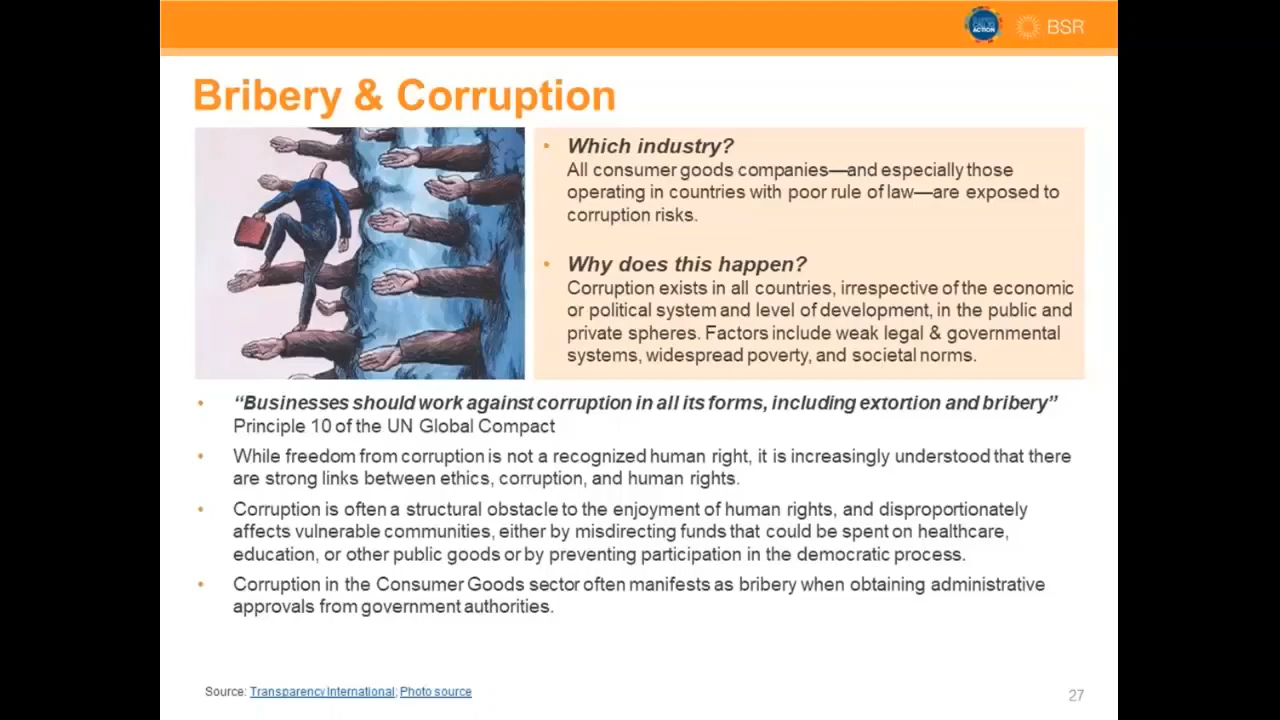 CALL TO
ACTION
BSR
Bribery & Corruption
• Which industry?
All consumer goods companies—and especially those
operating in countries with poor rule of law—are exposed to
corruption risks.
• Why does this happen?
Corruption exists in all countries, irrespective of the economic
or political system and level of development, in the public and
private spheres. Factors include weak legal & governmental
systems, widespread poverty, and societal norms.
• “Businesses should work against corruption in all its forms, including extortion and bribery”
Principle 10 of the UN Global Compact
• While freedom from corruption is not a recognized human right, it is increasingly understood that there
are strong links between ethics, corruption, and human rights.
• Corruption is often a structural obstacle to the enjoyment of human rights, and disproportionately
affects vulnerable communities, either by misdirecting funds that could be spent on healthcare,
education, or other public goods or by preventing participation in the democratic process.
• Corruption in the Consumer Goods sector often manifests as bribery when obtaining administrative
approvals from government authorities.
Source: Transparency International; Photo source
27